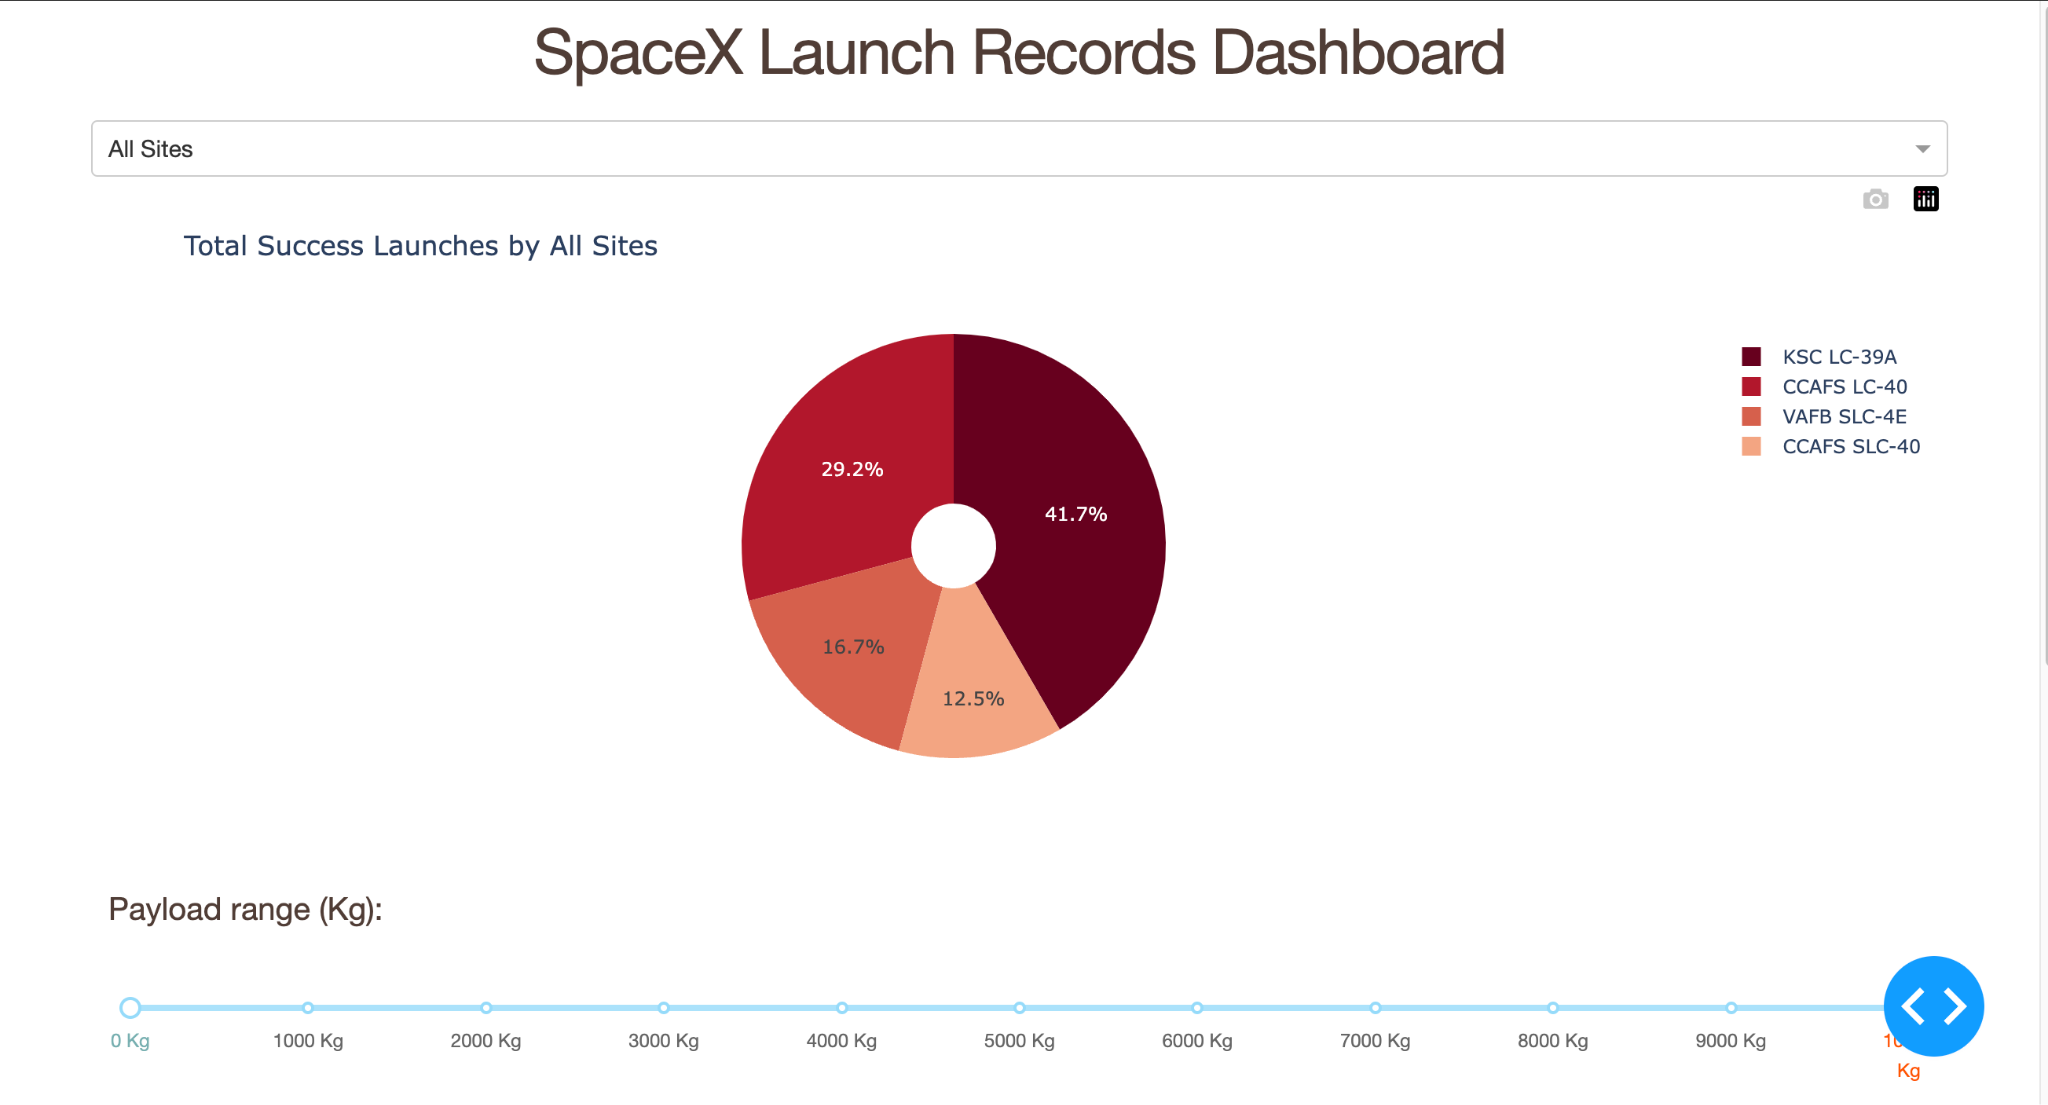 SpaceX Launch Records Dashboard
All Sites
Total Success Launches by All Sites
KSC LC-39A
CCAFS LC-40
VAFB SLC-4E
CCAFS SLC-40
29.2%
41.7%
16.7%
12.5%
Payload range (Kg):
0 Kg
1000 Kg
2000 Kg
3000 Kg
4000 Kg
5000 Kg
6000 Kg
7000 Kg
8000 Kg
9000 Kg
Kg